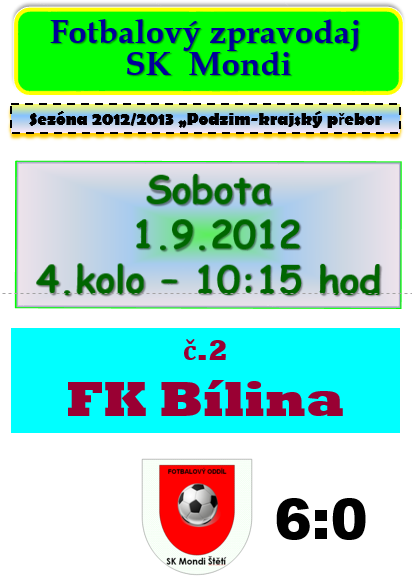 Fotbalový zpravodaj
SK Mondi
Sezóna 2012/2013 „Podzim-krajský přebor
Sobota
1.9.2012
4.kolo – 10:15 hod
č.2
FK Bílina
FOTBALOVÝ ODDÍL
SK Mondi Štětí
6:0